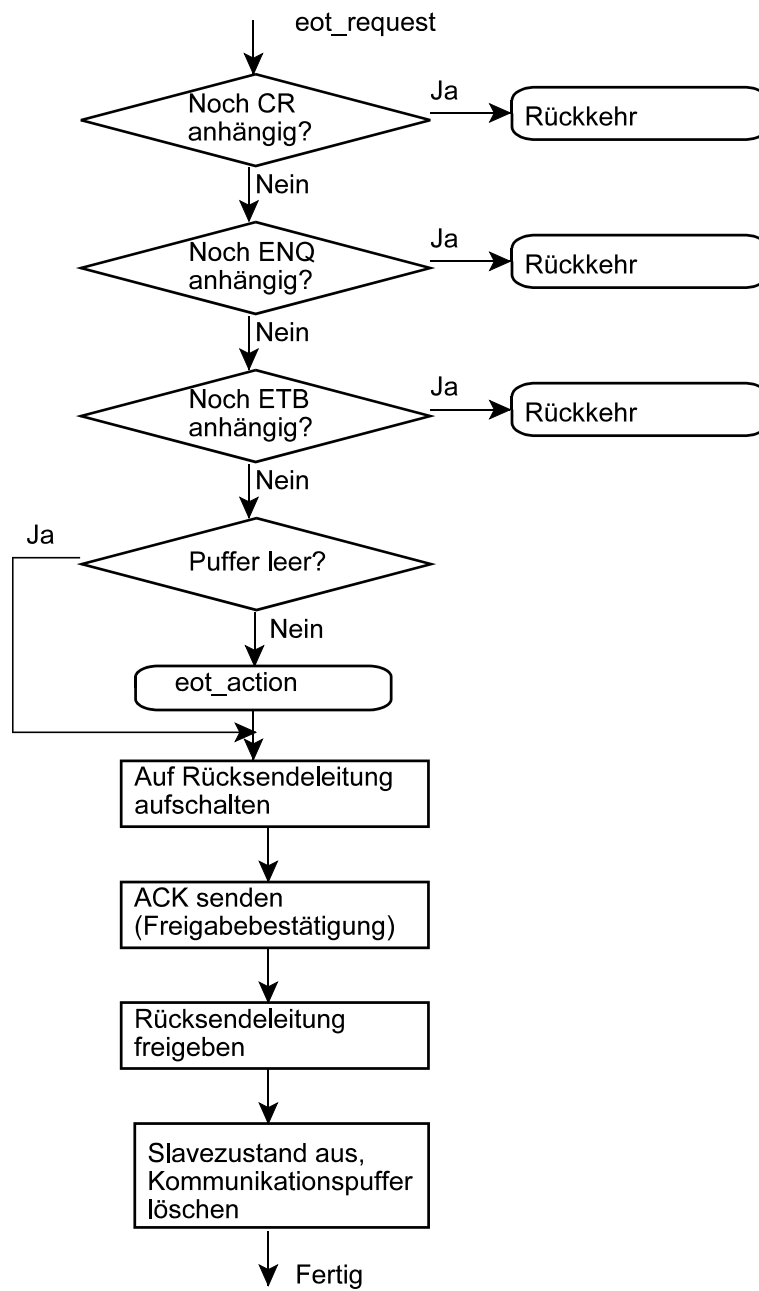 eot_request
Noch CR
anhängig?
Ja
Rückkehr
Nein
Noch ENQ
anhängig?
Ja
Rückkehr
Nein
Noch ETB
anhängig?
Ja
Rückkehr
Nein
Ja
Puffer leer?
Nein
eot_action
Auf Rücksendeleitung
aufschalten
ACK senden
(Freigabebestätigung)
Rücksendeleitung
freigeben
Slavezustand aus,
Kommunikationspuffer
löschen
Fertig